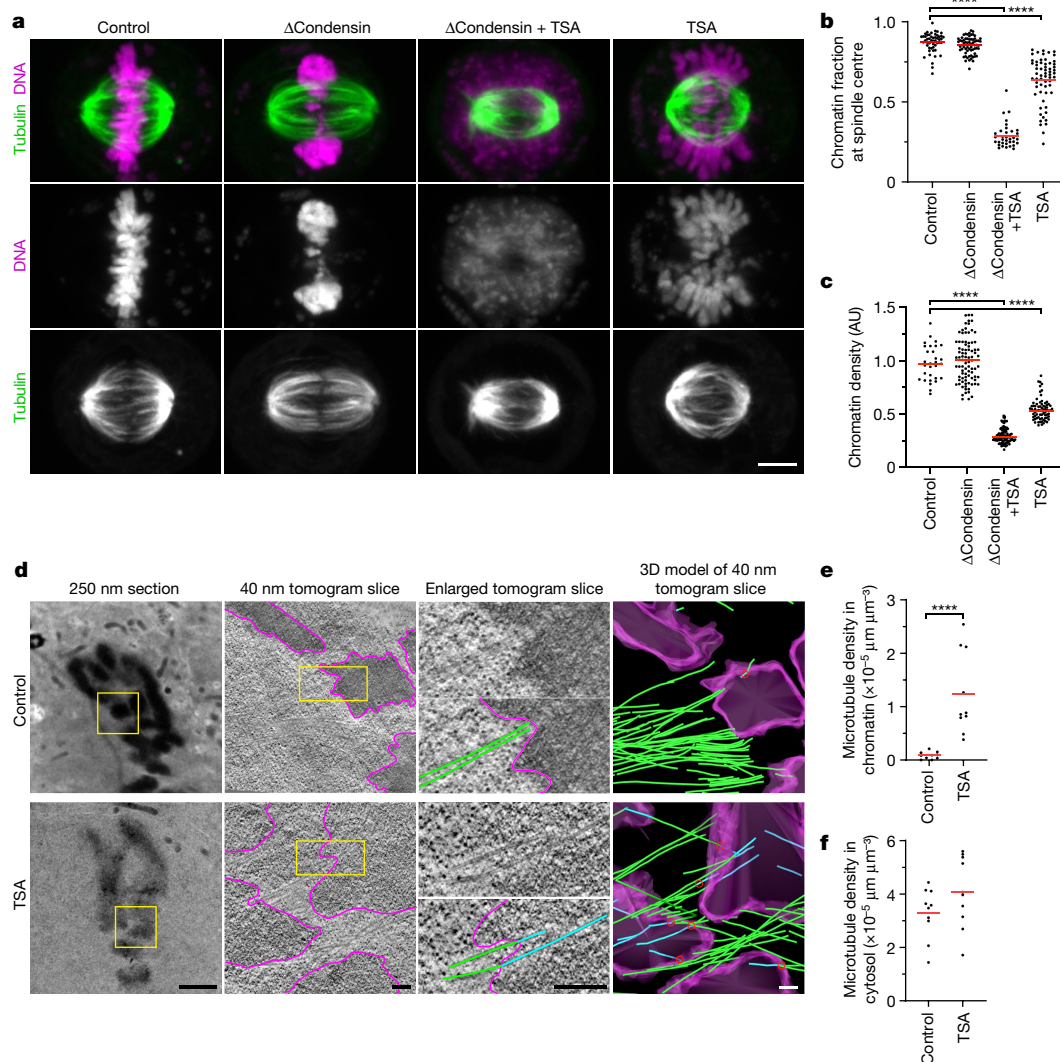 a
Control
ΔCondensin
ΔCondensin + TSA
TSA
Tubulin DNA
DNA
Tubulin
b
****
****
Chromatin fraction
at spindle centre
1.0
0.5
0
Control
ΔCondensin
ΔCondensin
+TSA
TSA
c
****
****
Chromatin density (AU)
1.5
1.0
0.5
0
Control
ΔCondensin
ΔCondensin
+TSA
TSA
d
250 nm section
40 nm tomogram slice
Enlarged tomogram slice
3D model of 40 nm
tomogram slice
Control
TSA
e
****
Microtubule density in
chromatin (×10⁻⁵ μm μm⁻³)
3
2
1
0
Control
TSA
f
Microtubule density in
cytosol (×10⁻⁵ μm μm⁻³)
6
4
2
0
Control
TSA